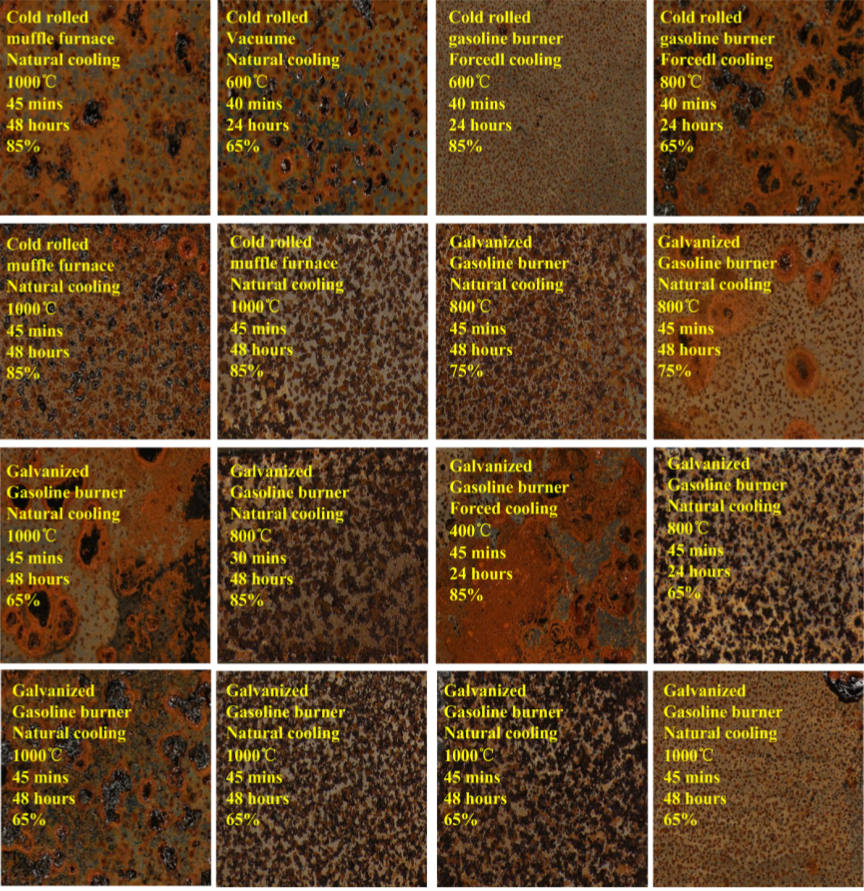 Cold rolled
muffle furnace
Natural cooling
1000℃
45 mins
48 hours
85%
Cold rolled
Vacuume
Natural cooling
600℃
40 mins
24 hours
65%
Cold rolled
gasoline burner
Forcedl cooling
600℃
40 mins
24 hours
85%
Cold rolled
gasoline burner
Forcedl cooling
800℃
40 mins
24 hours
65%
Cold rolled
muffle furnace
Natural cooling
1000℃
45 mins
48 hours
85%
Cold rolled
muffle furnace
Natural cooling
1000℃
45 mins
48 hours
85%
Galvanized
Gasoline burner
Natural cooling
800℃
45 mins
48 hours
75%
Galvanized
Gasoline burner
Natural cooling
800℃
45 mins
48 hours
75%
Galvanized
Gasoline burner
Natural cooling
1000℃
45 mins
48 hours
65%
Galvanized
Gasoline burner
Natural cooling
800℃
30 mins
48 hours
85%
Galvanized
Gasoline burner
Forced cooling
400℃
45 mins
24 hours
85%
Galvanized
Gasoline burner
Natural cooling
800℃
45 mins
24 hours
65%
Galvanized
Gasoline burner
Natural cooling
1000℃
45 mins
48 hours
65%
Galvanized
Gasoline burner
Natural cooling
1000℃
45 mins
48 hours
65%
Galvanized
Gasoline burner
Natural cooling
1000℃
45 mins
48 hours
65%
Galvanized
Gasoline burner
Natural cooling
1000℃
45 mins
48 hours
65%